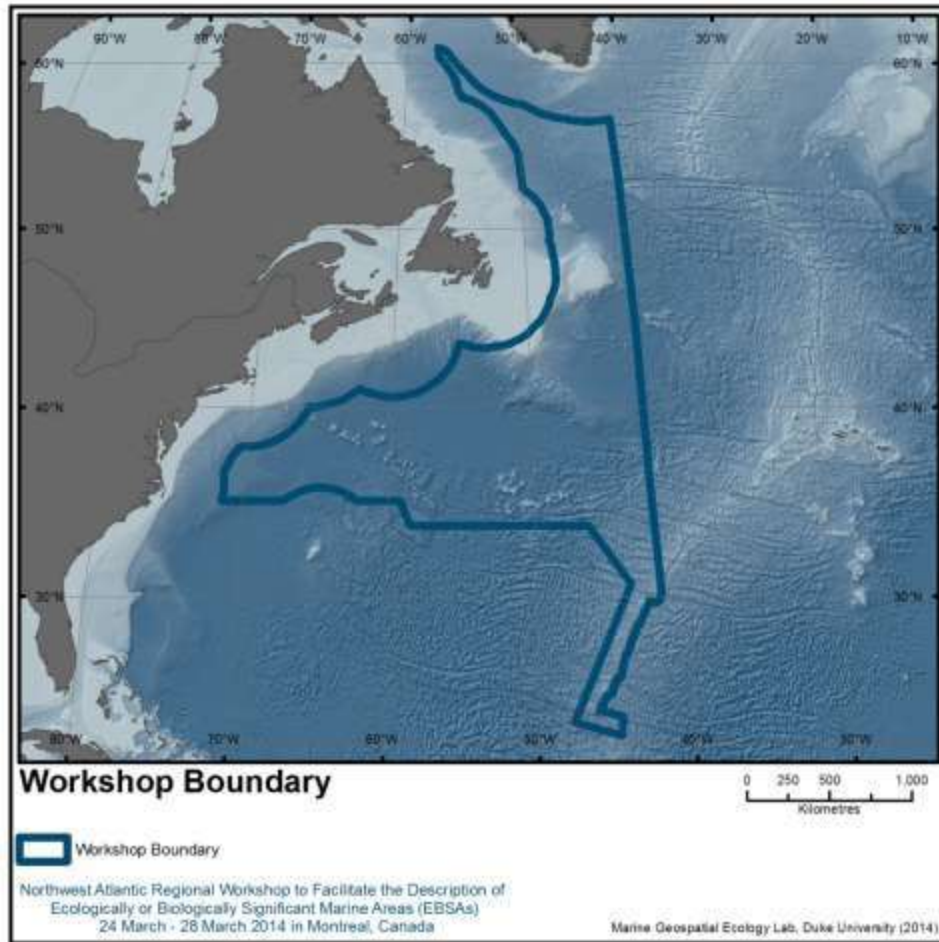 90°W 80°W 70°W 60°W 50°W 40°W 30°W 20°W 10°W
60°N 60°N
50°N 50°N
40°N 40°N
30°N 30°N
80°W 70°W 60°W 50°W 40°W 30°W
Workshop Boundary
0 250 500 1,000
Kilometres
Workshop Boundary
Northwest Atlantic Regional Workshop to Facilitate the Description of
Ecologically or Biologically Significant Marine Areas (EBSAs)
24 March - 28 March 2014 in Montreal, Canada
Marine Geospatial Ecology Lab, Duke University (2014)